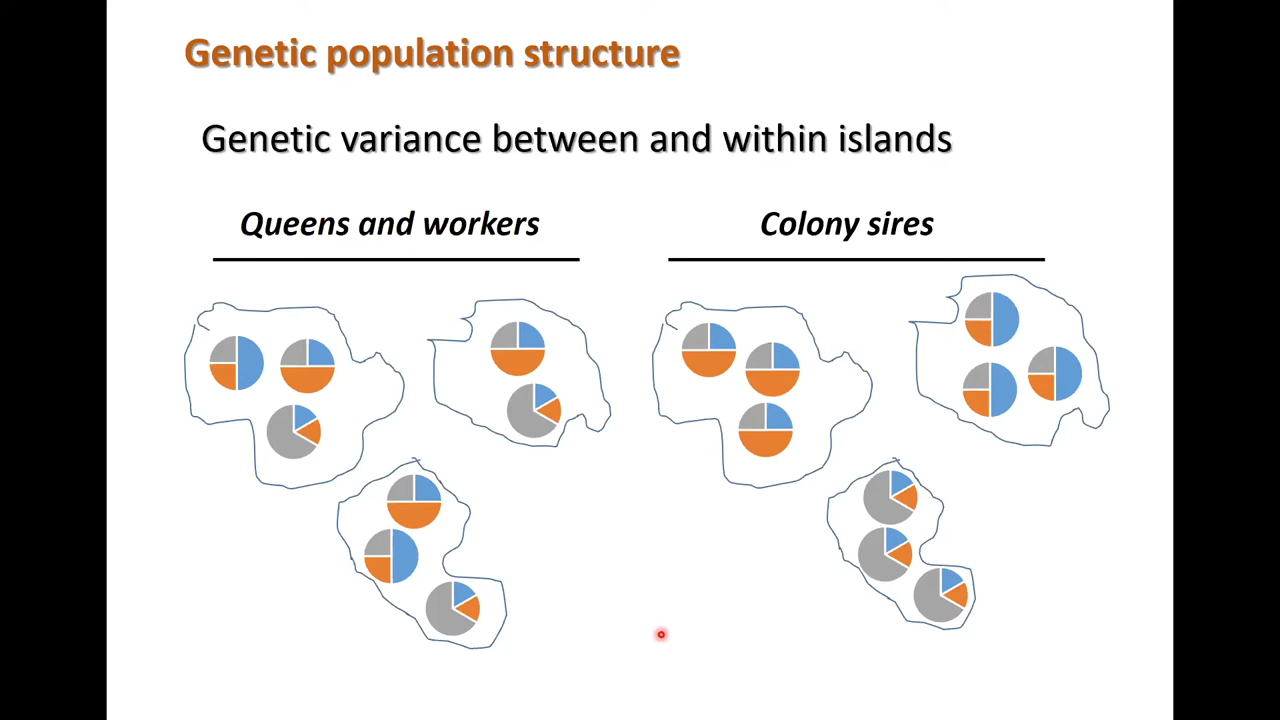 Genetic population structure
Genetic variance between and within islands
Queens and workers
Colony sires